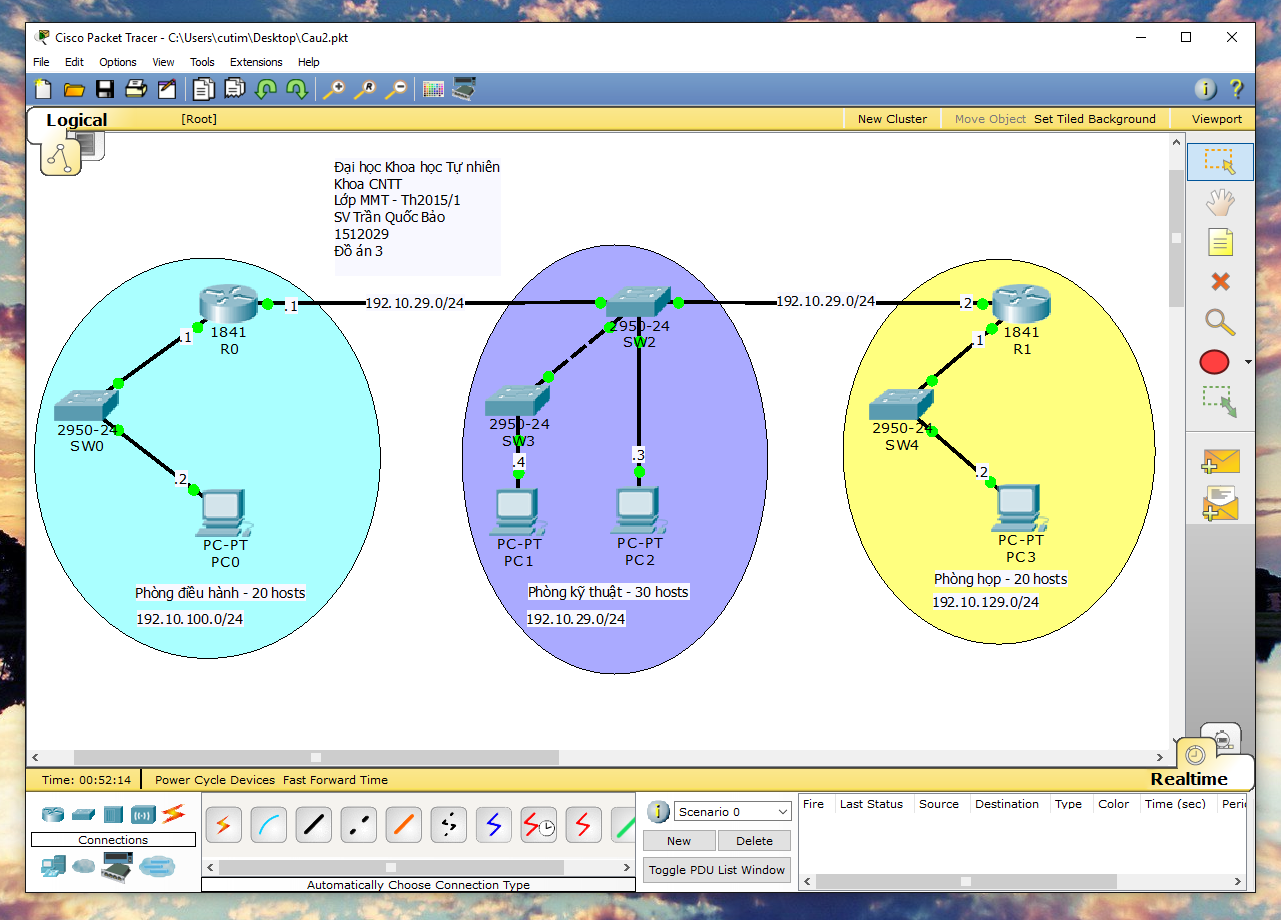 Cisco Packet Tracer - C:\Users\cutim\Desktop\Cau2.pkt
File Edit Options View Tools Extensions Help
Logical [Root] New Cluster Move Object Set Tiled Background Viewport
Đại học Khoa học Tự nhiên
Khoa CNTT
Lớp MMT - Th2015/1
SV Trần Quốc Bảo
1512029
Đồ án 3
.1 192.10.29.0/24 192.10.29.0/24 .2
1841
R0
.1
2950-24
SW2
1841
R1
.1
2950-24
SW0
2950-24
SW3
2950-24
SW4
.2
.4
.3
.2
PC-PT
PC0
PC-PT
PC1
PC-PT
PC2
PC-PT
PC3
Phòng điều hành - 20 hosts
192.10.100.0/24
Phòng kỹ thuật - 30 hosts
192.10.29.0/24
Phòng họp - 20 hosts
192.10.129.0/24
Realtime
Time: 00:52:14 Power Cycle Devices Fast Forward Time
Connections
Automatically Choose Connection Type
Scenario 0
New Delete
Toggle PDU List Window
Fire Last Status Source Destination Type Color Time (sec)